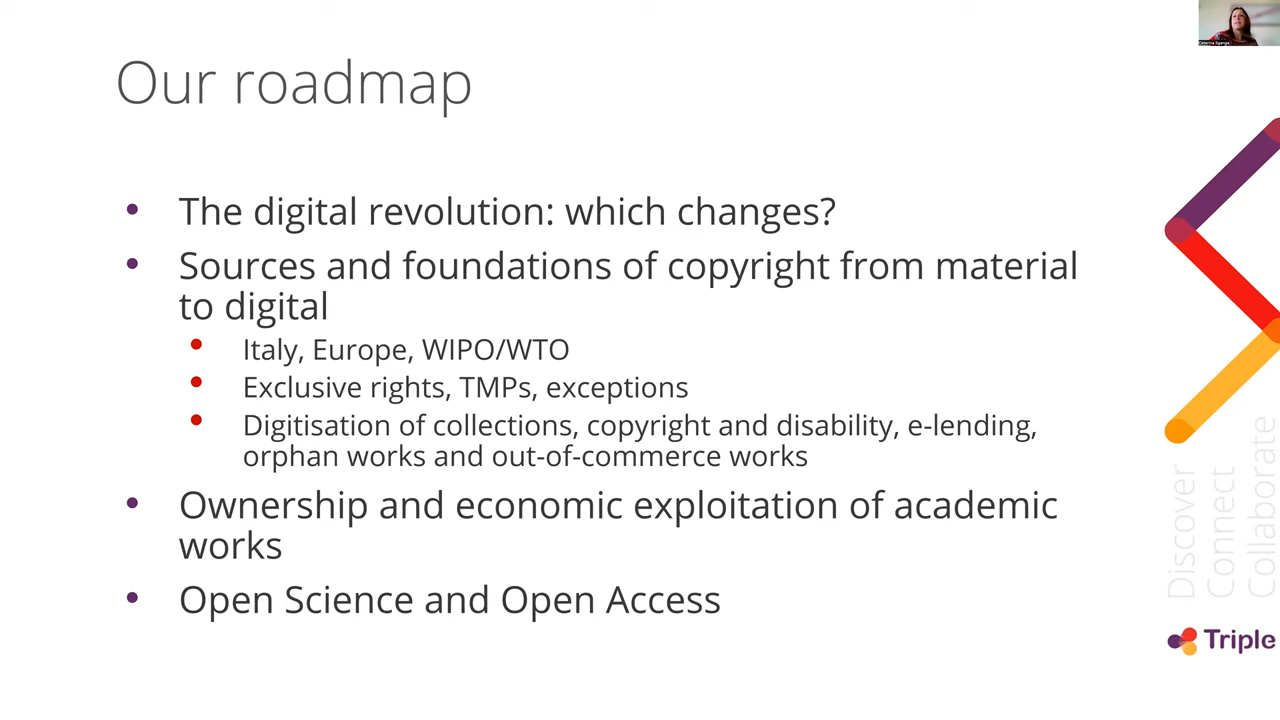 Our roadmap
• The digital revolution: which changes?
• Sources and foundations of copyright from material
to digital
• Italy, Europe, WIPO/WTO
• Exclusive rights, TMPs, exceptions
• Digitisation of collections, copyright and disability, e-lending,
orphan works and out-of-commerce works
• Ownership and economic exploitation of academic
works
• Open Science and Open Access
Discover
Connect
Collaborate
Triple